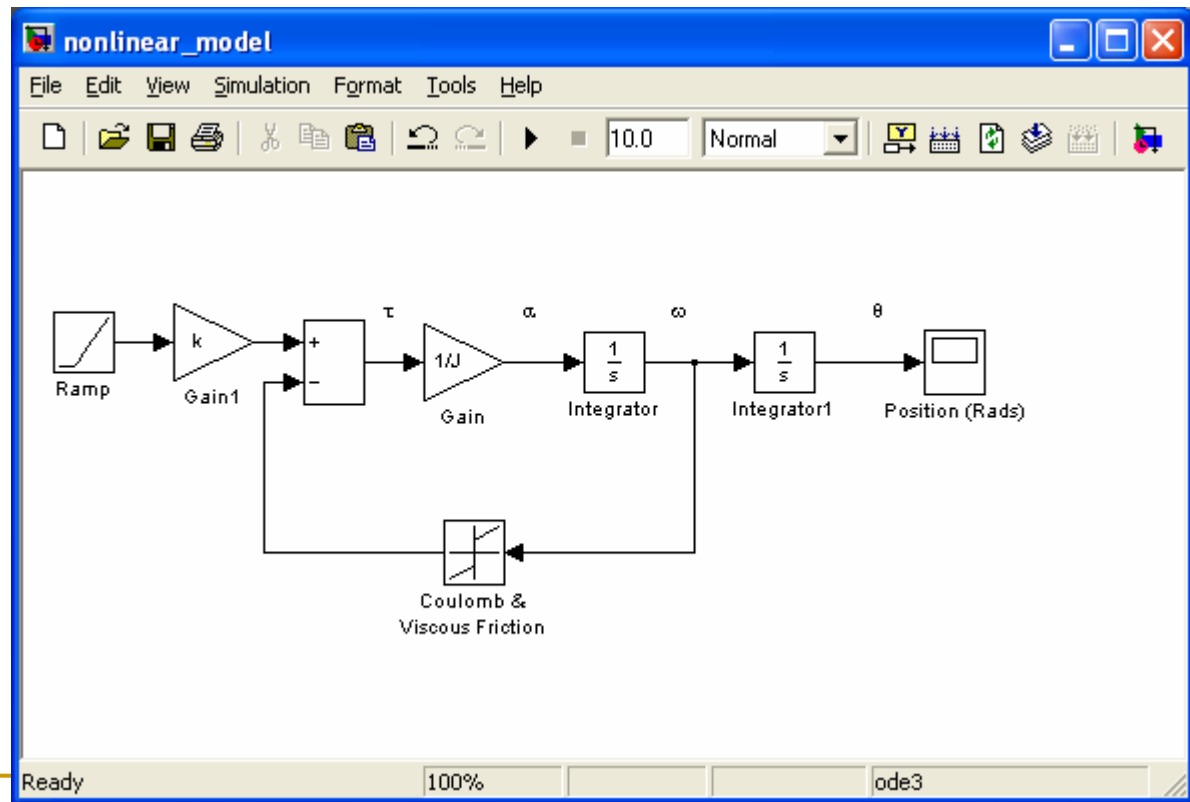 nonlinear_model
File Edit View Simulation Format Tools Help
10.0 Normal
τ α ω θ
k + 1/J 1/s 1/s
−
Ramp Gain1 Gain Integrator Integrator1 Position (Rads)
Coulomb &
Viscous Friction
Ready 100% ode3